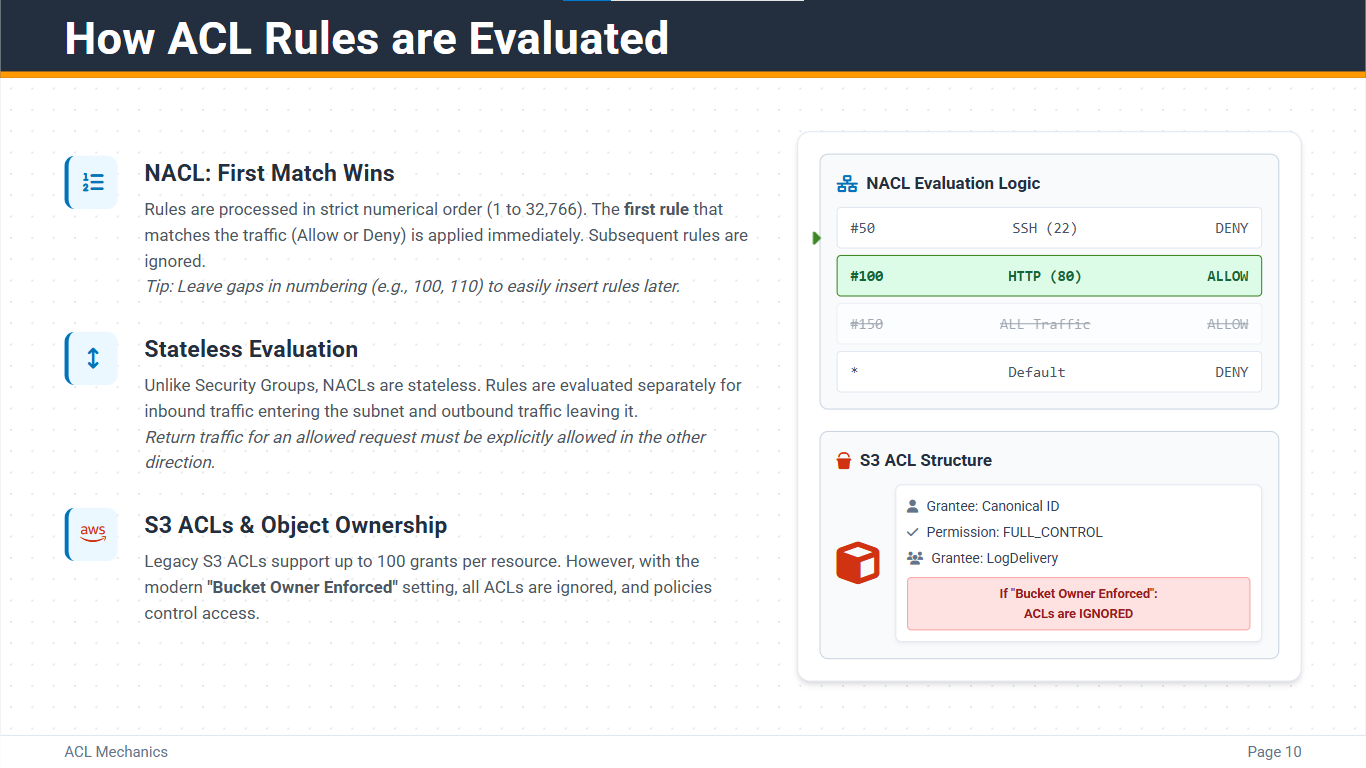 How ACL Rules are Evaluated
NACL: First Match Wins
Rules are processed in strict numerical order (1 to 32,766). The first rule that
matches the traffic (Allow or Deny) is applied immediately. Subsequent rules are
ignored.
Tip: Leave gaps in numbering (e.g., 100, 110) to easily insert rules later.
Stateless Evaluation
Unlike Security Groups, NACLs are stateless. Rules are evaluated separately for
inbound traffic entering the subnet and outbound traffic leaving it.
Return traffic for an allowed request must be explicitly allowed in the other
direction.
aws
S3 ACLs & Object Ownership
Legacy S3 ACLs support up to 100 grants per resource. However, with the
modern "Bucket Owner Enforced" setting, all ACLs are ignored, and policies
control access.
NACL Evaluation Logic
#50 SSH (22) DENY
#100 HTTP (80) ALLOW
#150 ALL Traffic ALLOW
* Default DENY
S3 ACL Structure
Grantee: Canonical ID
Permission: FULL_CONTROL
Grantee: LogDelivery
If "Bucket Owner Enforced":
ACLs are IGNORED
ACL Mechanics
Page 10